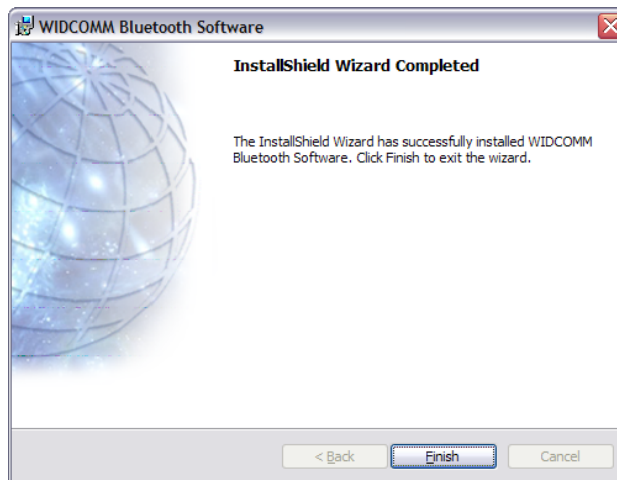 WIDCOMM Bluetooth Software
InstallShield Wizard Completed
The InstallShield Wizard has successfully installed WIDCOMM
Bluetooth Software. Click Finish to exit the wizard.
< Back
Finish
Cancel